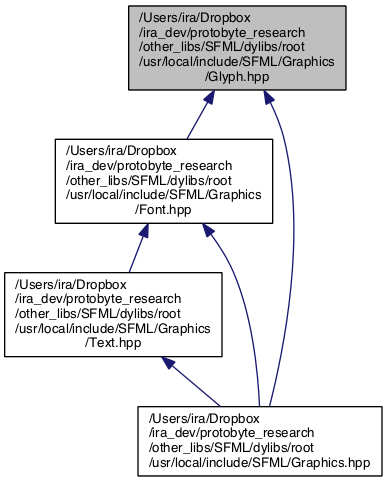 /Users/ira/Dropbox
/ira_dev/protobyte_research
/other_libs/SFML/dylibs/root
/usr/local/include/SFML/Graphics
/Glyph.hpp
/Users/ira/Dropbox
/ira_dev/protobyte_research
/other_libs/SFML/dylibs/root
/usr/local/include/SFML/Graphics
/Font.hpp
/Users/ira/Dropbox
/ira_dev/protobyte_research
/other_libs/SFML/dylibs/root
/usr/local/include/SFML/Graphics
/Text.hpp
/Users/ira/Dropbox
/ira_dev/protobyte_research
/other_libs/SFML/dylibs/root
/usr/local/include/SFML/Graphics.hpp